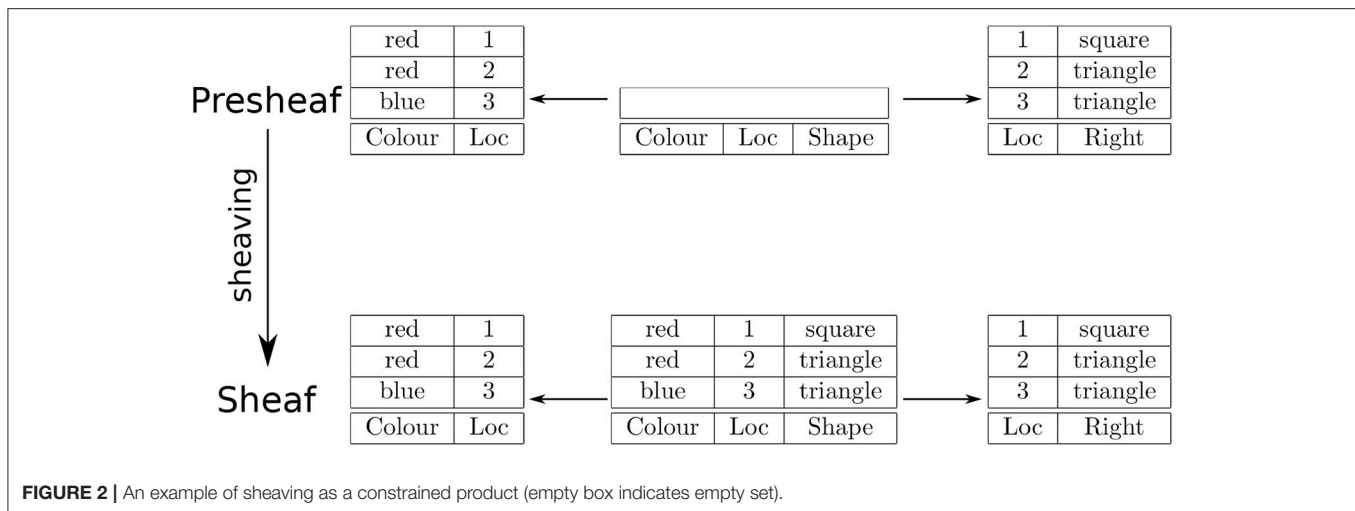 red 1 1 square
red 2 2 triangle
Presheaf blue 3 3 triangle
Colour Loc Colour Loc Shape Loc Right
sheaving
red 1 red 1 square 1 square
red 2 red 2 triangle 2 triangle
Sheaf blue 3 blue 3 triangle 3 triangle
Colour Loc Colour Loc Shape Loc Right
FIGURE 2 | An example of sheaving as a constrained product (empty box indicates empty set).